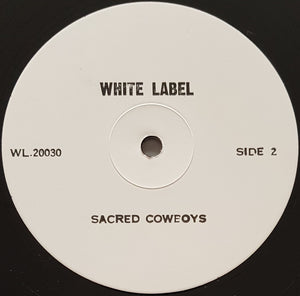 WHITE LABEL
WL.20030
SIDE 2
SACRED COWBOYS